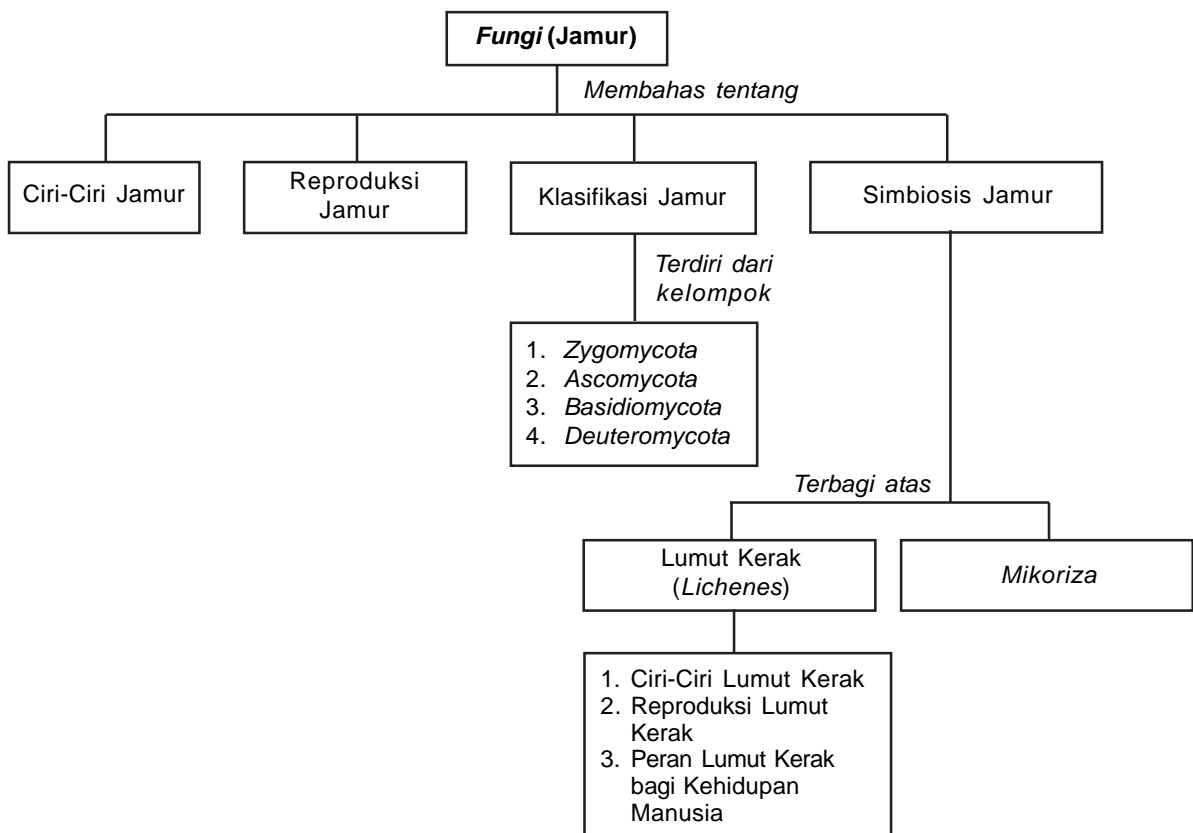 Fungi (Jamur)
Membahas tentang
Ciri-Ciri Jamur
Reproduksi
Jamur
Klasifikasi Jamur
Simbiosis Jamur
Terdiri dari
kelompok
1. Zygomycota
2. Ascomycota
3. Basidiomycota
4. Deuteromycota
Terbagi atas
Lumut Kerak
(Lichenes)
Mikoriza
1. Ciri-Ciri Lumut Kerak
2. Reproduksi Lumut
Kerak
3. Peran Lumut Kerak
bagi Kehidupan
Manusia